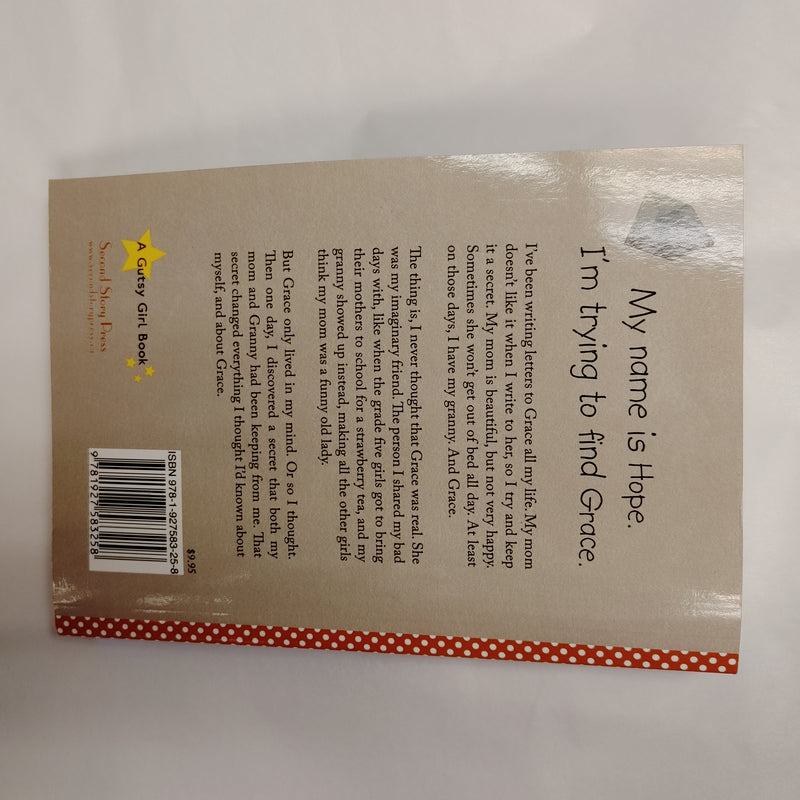 My name is Hope.
I'm trying to find Grace.
I've been writing letters to Grace all my life. My mom
doesn't like it when I write to her, so I try and keep
it a secret. My mom is beautiful, but not very happy.
Sometimes she won't get out of bed all day. At least
on those days, I have my granny. And Grace.
The thing is, I never thought that Grace was real. She
was my imaginary friend. The person I shared my bad
days with, like when the grade five girls got to bring
their mothers to school for a strawberry tea, and my
granny showed up instead, making all the other girls
think my mom was a funny old lady.
But Grace only lived in my mind. Or so I thought.
Then one day, I discovered a secret that both my
mom and Granny had been keeping from me. That
secret changed everything I thought I'd known about
myself, and about Grace.
A Gutsy Girl Book
Second Story Press
www.secondstorypress.ca
$9.95
ISBN 978-1-927583-25-8
9 781927 583258